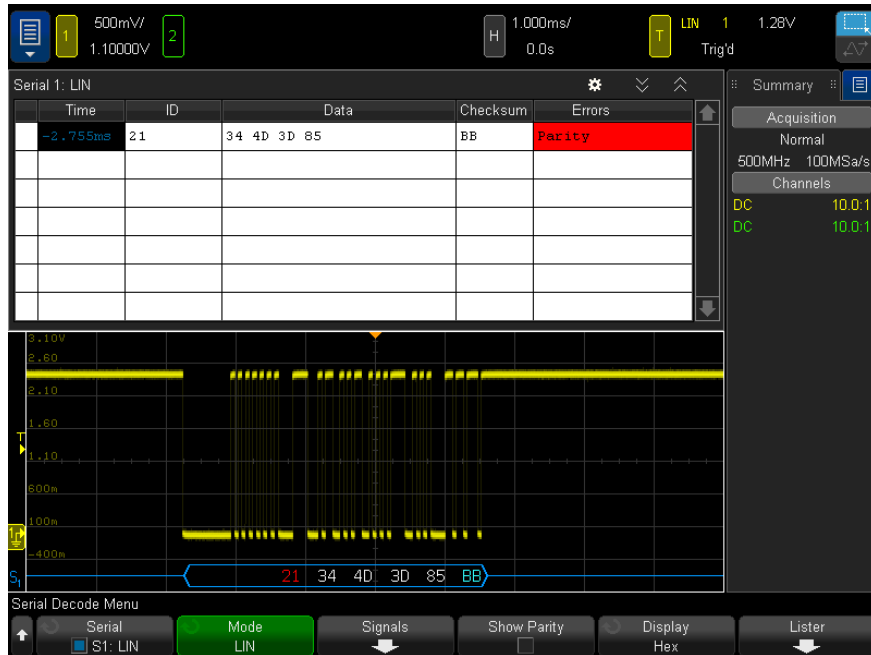 1 500mV/ 1.10000V 2 H 1.000ms/ 0.0s T LIN 1 1.28V Trig'd
Serial 1: LIN
Time ID Data Checksum Errors
-2.755ms 21 34 4D 3D 85 BB Parity
Summary
Acquisition
Normal
500MHz 100MSa/s
Channels
DC 10.0:1
DC 10.0:1
3.10V
2.60
2.10
1.60
T
1.10
600m
100m
1
-400m
S1 21 34 4D 3D 85 BB
Serial Decode Menu
Serial Mode Signals Show Parity Display Lister
S1: LIN LIN Hex